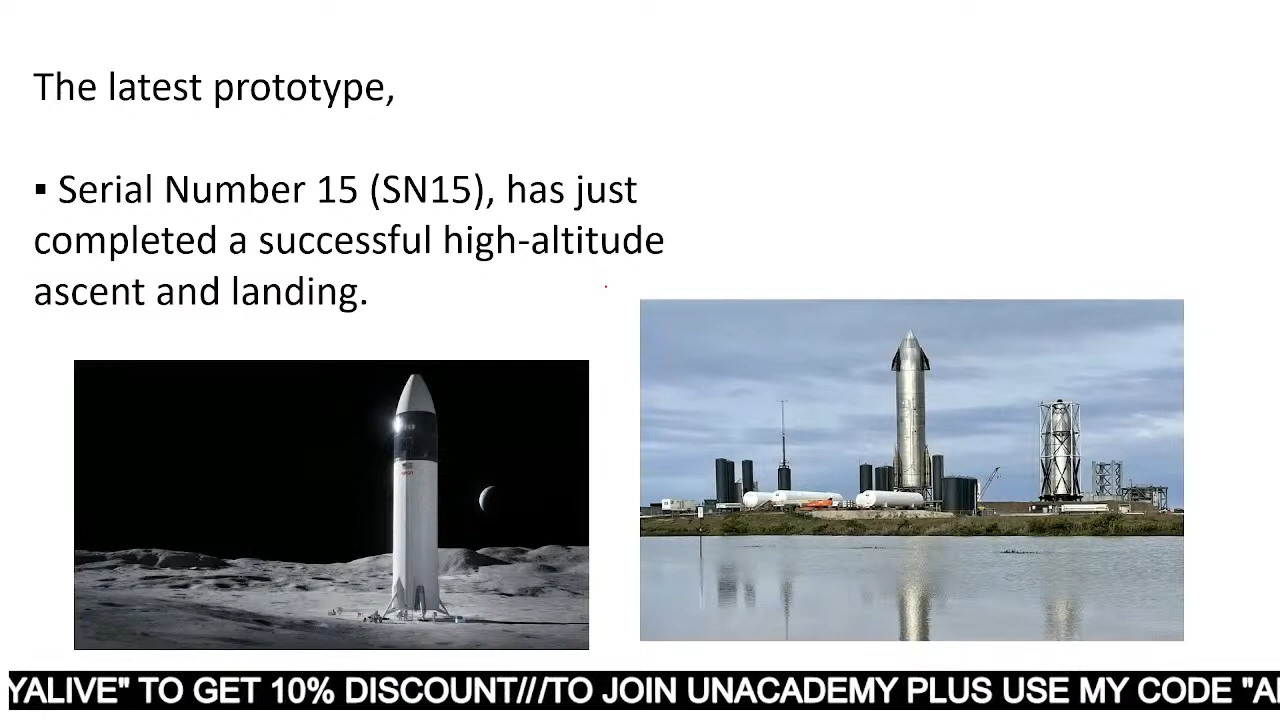 The latest prototype,
▪ Serial Number 15 (SN15), has just
completed a successful high-altitude
ascent and landing.
YALIVE" TO GET 10% DISCOUNT///TO JOIN UNACADEMY PLUS USE MY CODE "A